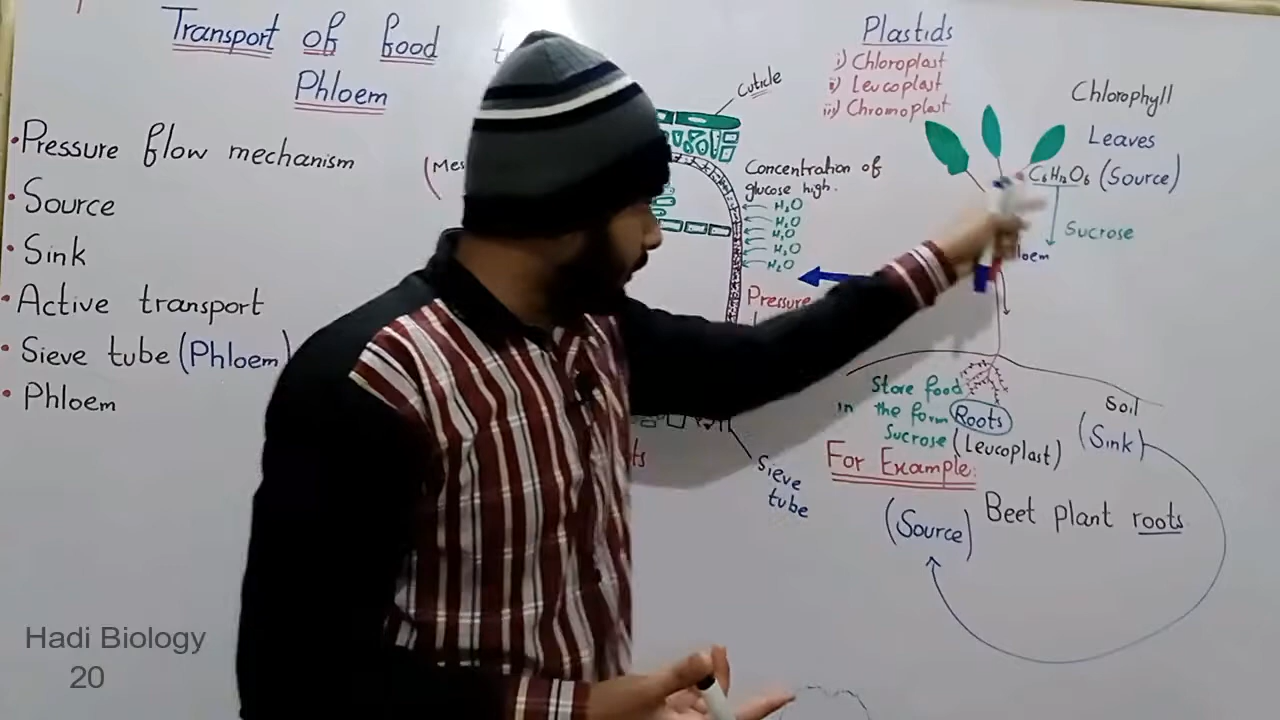 Transport of food t
Phloem
•Pressure flow mechanism
•Source
•Sink
•Active transport
•Sieve tube (Phloem)
•Phloem
Cuticle
(Mes
Concentration of
glucose high.
H₂O
H₂O
H₂O
H₂O
H₂O
Pressure
Sieve
tube
Plastids
i) Chloroplast
ii) Leucoplast
iii) Chromoplast
Chlorophyll
Leaves
C₆H₁₂O₆ (Source)
Sucrose
loem
Store food
in the form
Sucrose
Roots
(Leucoplast)
Soil
(Sink)
For Example:
Beet plant roots
(Source)
Hadi Biology
20